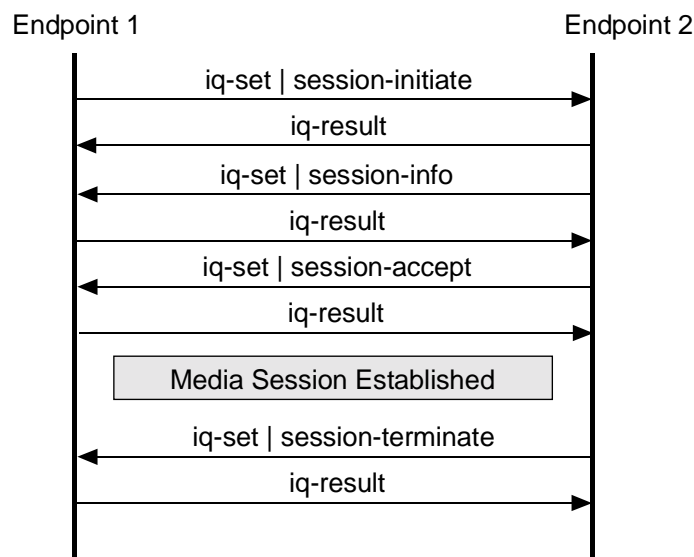 Endpoint 1
Endpoint 2
iq-set | session-initiate
iq-result
iq-set | session-info
iq-result
iq-set | session-accept
iq-result
Media Session Established
iq-set | session-terminate
iq-result